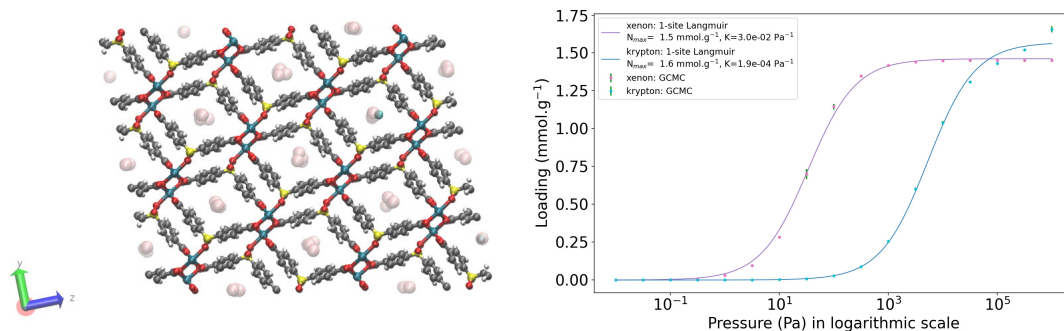 y
z
1.75
1.50
1.25
1.00
0.75
0.50
0.25
0.00
Loading (mmol.g⁻¹)
xenon: 1-site Langmuir
Nₘₐₓ= 1.5 mmol.g⁻¹, K=3.0e-02 Pa⁻¹
krypton: 1-site Langmuir
Nₘₐₓ= 1.6 mmol.g⁻¹, K=1.9e-04 Pa⁻¹
xenon: GCMC
krypton: GCMC
10⁻¹ 10¹ 10³ 10⁵
Pressure (Pa) in logarithmic scale